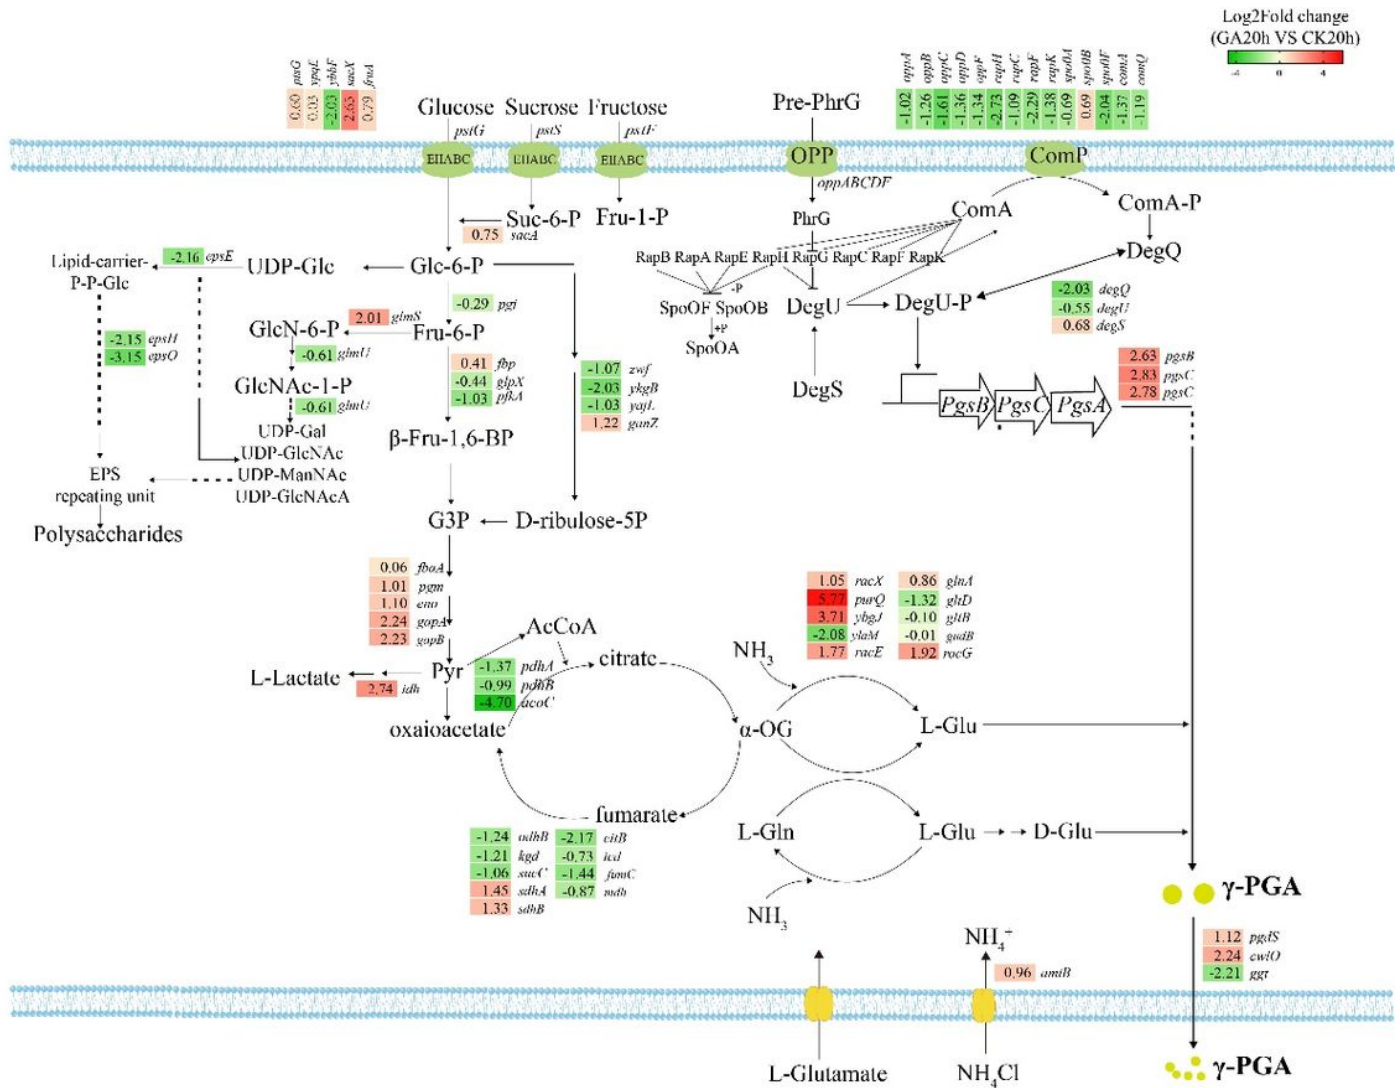 Log2Fold change
(GA20h VS CK20h)
-4 0 4
0.60 ptsG
0.03 ypqE
-2.03 ybbF
2.63 sacX
0.79 fruA
Glucose Sucrose Fructose
pstG pstS pstF
EIIABC EIIABC EIIABC
Pre-PhrG
OPP
oppABCDF
-1.02 oppA
-1.26 oppB
-1.61 oppC
-1.36 oppD
-1.34 oppF
-2.73 rapH
-1.09 rapC
-2.29 rapF
-1.38 rapK
-0.69 spo0A
0.69 spo0B
-2.04 spo0F
-1.37 comA
-1.19 comQ
ComP
ComA
ComA-P
DegQ
PhrG
Suc-6-P Fru-1-P
0.75 sacA
RapB RapA RapE RapH RapG RapC RapF RapK
-P
SpoOF SpoOB
+P
SpoOA
DegU
DegU-P
DegS
-2.03 degQ
-0.55 degU
0.68 degS
2.63 pgsB
2.83 pgsC
2.78 pgsC
PgsB PgsC PgsA
Lipid-carrier-
P-P-Glc
-2.16 epsE
UDP-Glc
Glc-6-P
-0.29 pgi
2.01 glmS
GlcN-6-P
Fru-6-P
-2.15 epsH
-3.15 epsO
-0.61 glmU
GlcNAc-1-P
-0.61 glmU
0.41 fbp
-0.44 glpX
-1.03 pfkA
-1.07 zwf
-2.03 ykgB
-1.03
1.22 ganZ
UDP-Gal
UDP-GlcNAc
UDP-ManNAc
UDP-GlcNAcA
β-Fru-1,6-BP
EPS
repeating unit
Polysaccharides
G3P
D-ribulose-5P
0.06 fbaA
1.01 pgm
1.10 eno
2.24 gapA
2.23 gapB
AcCoA
Pyr
L-Lactate
2.74 idh
-1.37 pdhA
-0.99 pdhB
-4.70 acoC
citrate
oxaioacetate
α-OG
fumarate
-1.24 odhB
-1.21 kgd
-1.06 sucC
1.45 sdhA
1.33 sdhB
-2.17 citB
-0.73 icd
-1.44 fumC
-0.87 mdh
1.05 racX
5.77 purQ
3.71 ybgJ
-2.08 ylaM
1.77 racE
0.86 glnA
-1.32 gltD
-0.10 gltB
-0.01 gudB
1.92 rocG
NH3
L-Glu
L-Gln
L-Glu
D-Glu
NH3
γ-PGA
NH4+
0.96 amtB
1.12 pgdS
2.24 cwlO
-2.21 ggt
L-Glutamate
NH4Cl
γ-PGA